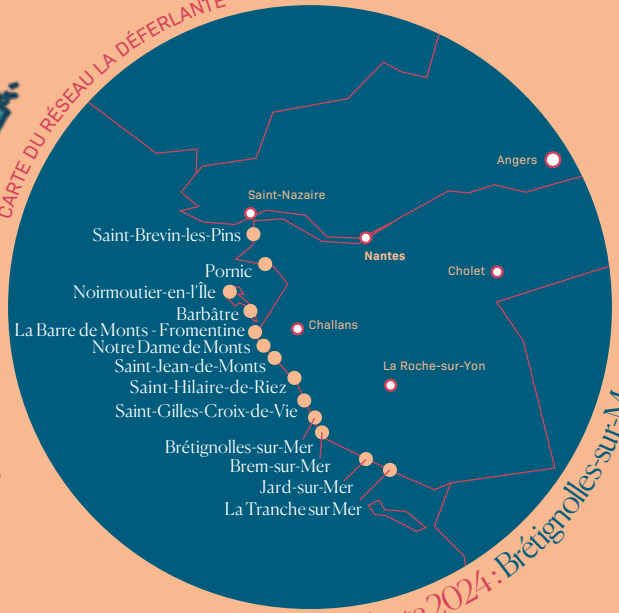 CARTE DU RÉSEAU LA DÉFERLANTE
Angers
Saint-Nazaire
Saint-Brevin-les-Pins
Nantes
Pornic
Cholet
Noirmoutier-en-l'Île
Barbâtre
La Barre de Monts - Fromentine
Challans
Notre Dame de Monts
Saint-Jean-de-Monts
La Roche-sur-Yon
Saint-Hilaire-de-Riez
Saint-Gilles-Croix-de-Vie
Brétignolles-sur-Mer
Brem-sur-Mer
Jard-sur-Mer
La Tranche sur Mer
2024 : Brétignolles-sur-M